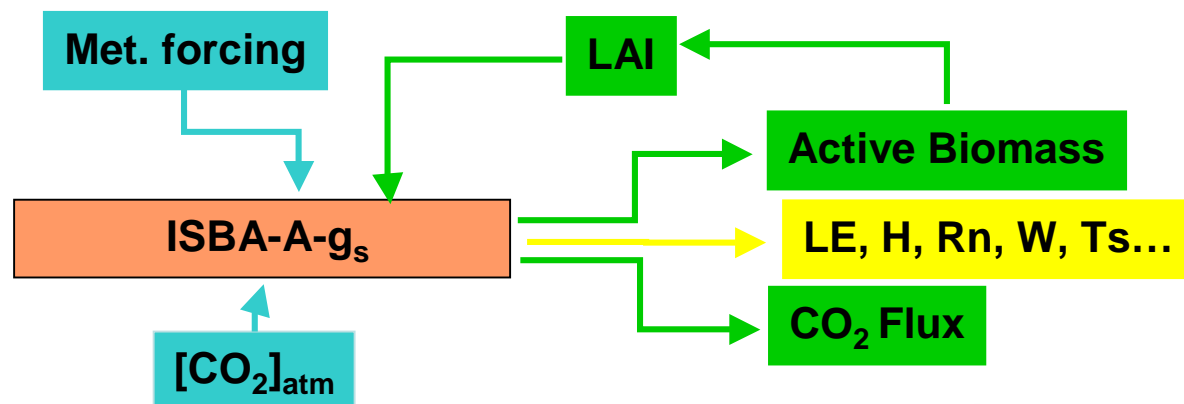 Met. forcing
LAI
Active Biomass
ISBA-A-gₛ
LE, H, Rn, W, Ts…
CO₂ Flux
[CO₂]ₐₜₘ